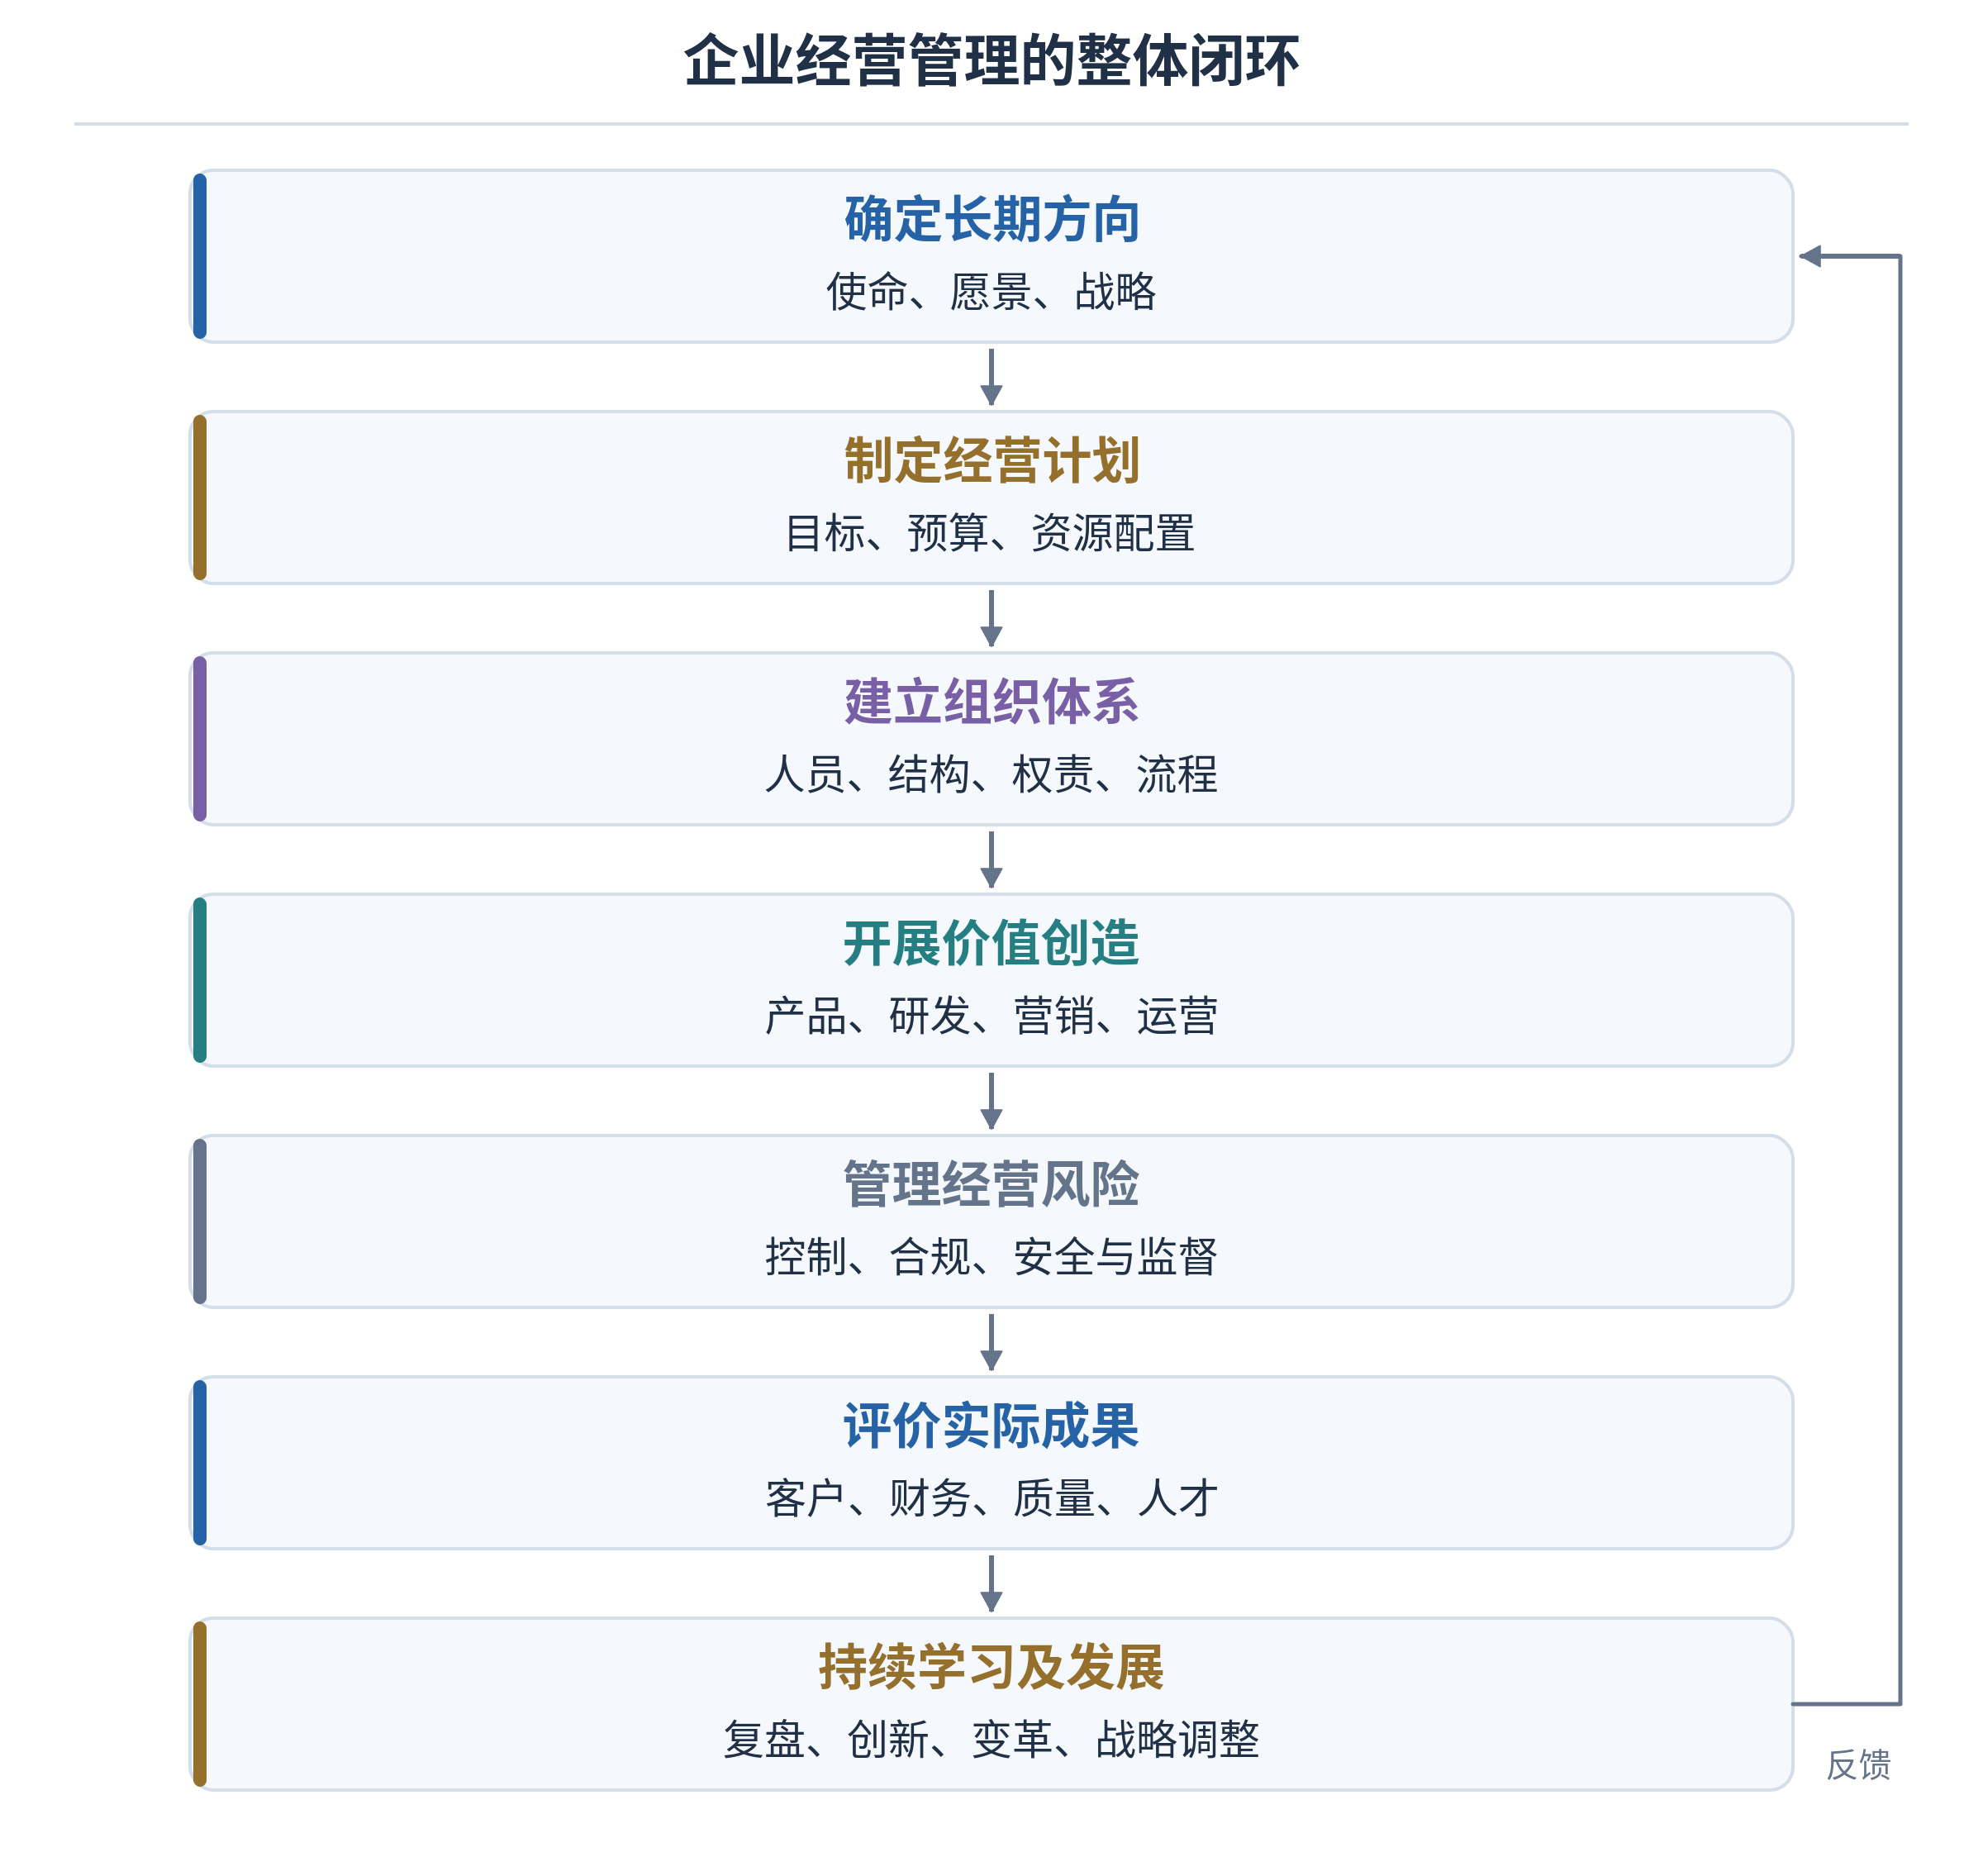 企业经营管理的整体闭环
确定长期方向
使命、愿景、战略
制定经营计划
目标、预算、资源配置
建立组织体系
人员、结构、权责、流程
开展价值创造
产品、研发、营销、运营
管理经营风险
控制、合规、安全与监督
评价实际成果
客户、财务、质量、人才
持续学习及发展
复盘、创新、变革、战略调整
反馈